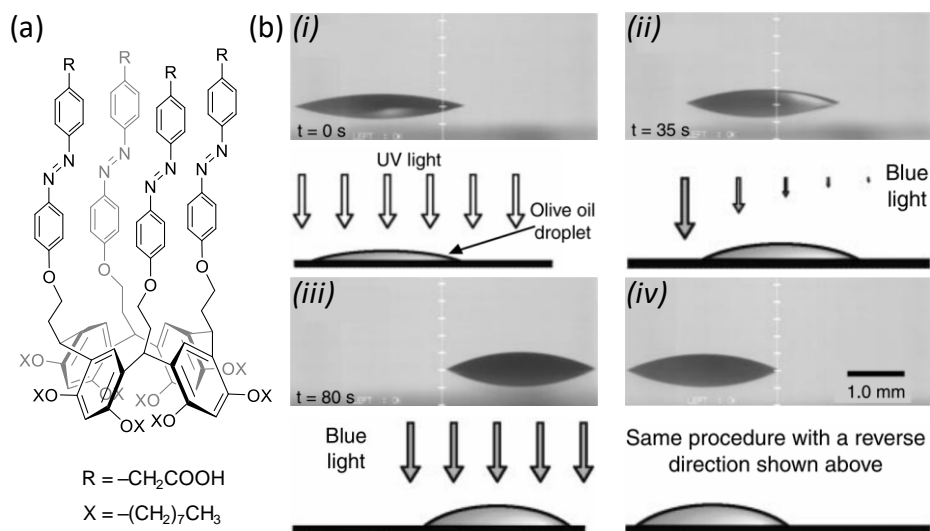 (a)
R
R
R
R
N
N
N
N
N
N
N
N
O
O
O
O
XO
XO
XO
XO
OX
OX
OX
OX
R = –CH₂COOH
X = –(CH₂)₇CH₃
(b)
(i)
t = 0 s
UV light
Olive oil
droplet
(ii)
t = 35 s
Blue
light
(iii)
t = 80 s
Blue
light
(iv)
1.0 mm
Same procedure with a reverse
direction shown above